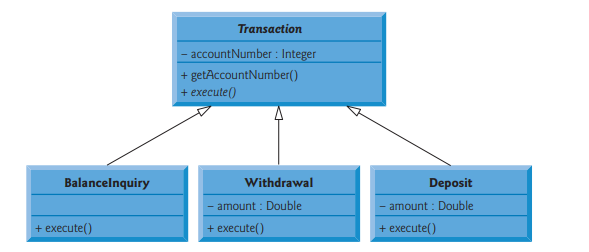 Transaction
– accountNumber : Integer
+ getAccountNumber()
+ execute()
BalanceInquiry
+ execute()
Withdrawal
– amount : Double
+ execute()
Deposit
– amount : Double
+ execute()